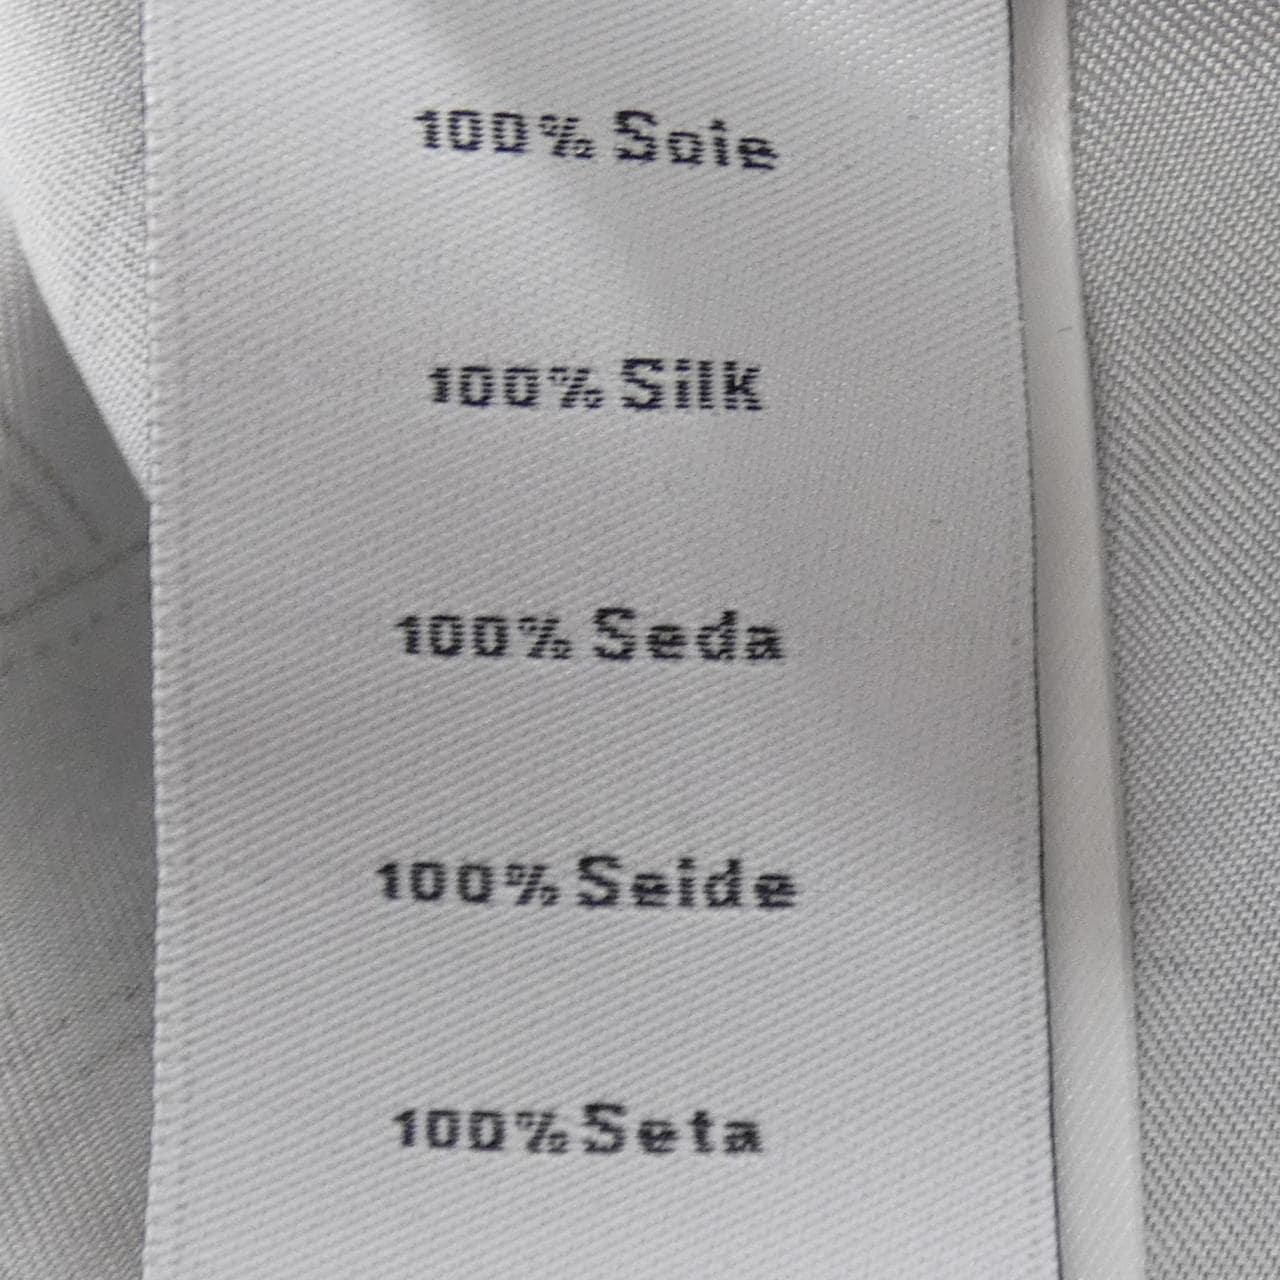 100% Soie
100% Silk
100% Seda
100% Seide
100% Seta